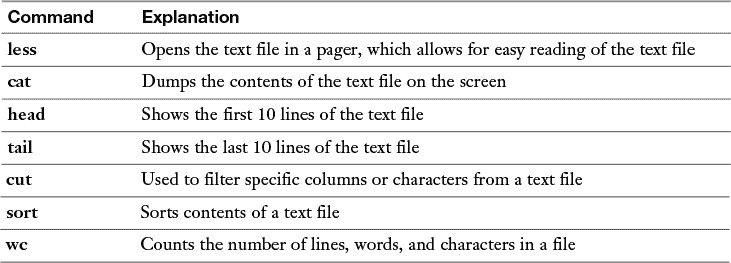 Command Explanation
less Opens the text file in a pager, which allows for easy reading of the text file
cat Dumps the contents of the text file on the screen
head Shows the first 10 lines of the text file
tail Shows the last 10 lines of the text file
cut Used to filter specific columns or characters from a text file
sort Sorts contents of a text file
wc Counts the number of lines, words, and characters in a file